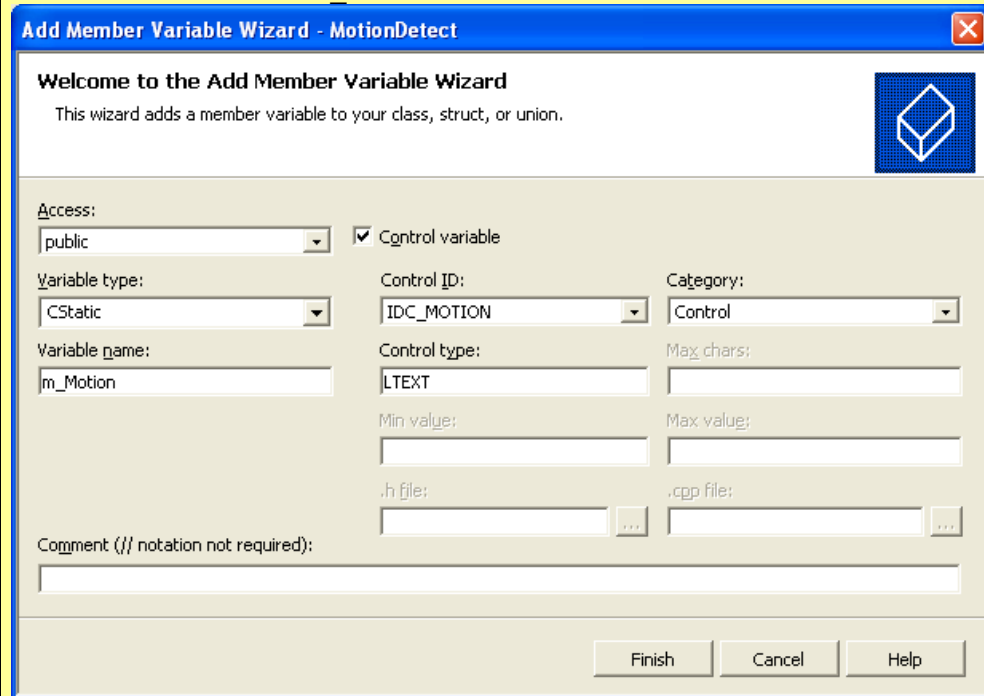 Add Member Variable Wizard - MotionDetect
Welcome to the Add Member Variable Wizard
This wizard adds a member variable to your class, struct, or union.
Access:
public
Control variable
Variable type:
Control ID:
Category:
CStatic
IDC_MOTION
Control
Variable name:
Control type:
Max chars:
m_Motion
LTEXT
Min value:
Max value:
.h file:
.cpp file:
...
...
Comment (// notation not required):
Finish
Cancel
Help